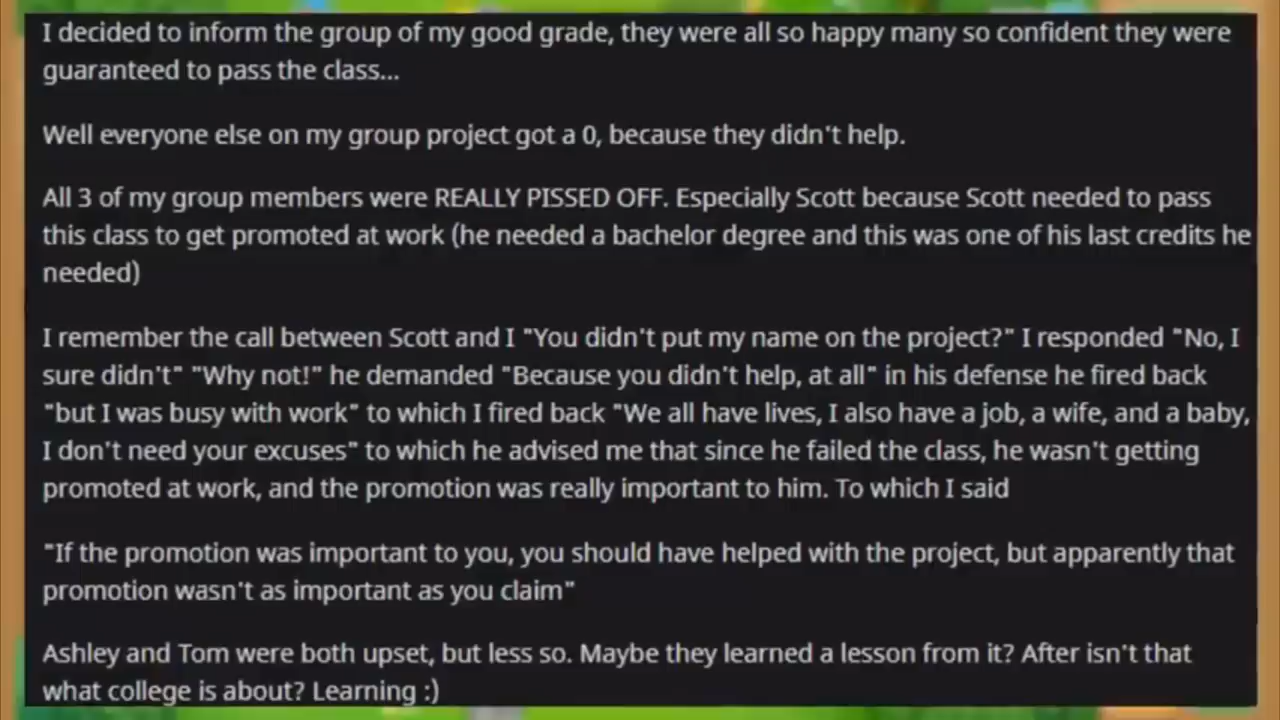 I decided to inform the group of my good grade, they were all so happy many so confident they were
guaranteed to pass the class...
Well everyone else on my group project got a 0, because they didn't help.
All 3 of my group members were REALLY PISSED OFF. Especially Scott because Scott needed to pass
this class to get promoted at work (he needed a bachelor degree and this was one of his last credits he
needed)
I remember the call between Scott and I "You didn't put my name on the project?" I responded "No, I
sure didn't" "Why not!" he demanded "Because you didn't help, at all" in his defense he fired back
"but I was busy with work" to which I fired back "We all have lives, I also have a job, a wife, and a baby,
I don't need your excuses" to which he advised me that since he failed the class, he wasn't getting
promoted at work, and the promotion was really important to him. To which I said
"If the promotion was important to you, you should have helped with the project, but apparently that
promotion wasn't as important as you claim"
Ashley and Tom were both upset, but less so. Maybe they learned a lesson from it? After isn't that
what college is about? Learning :)